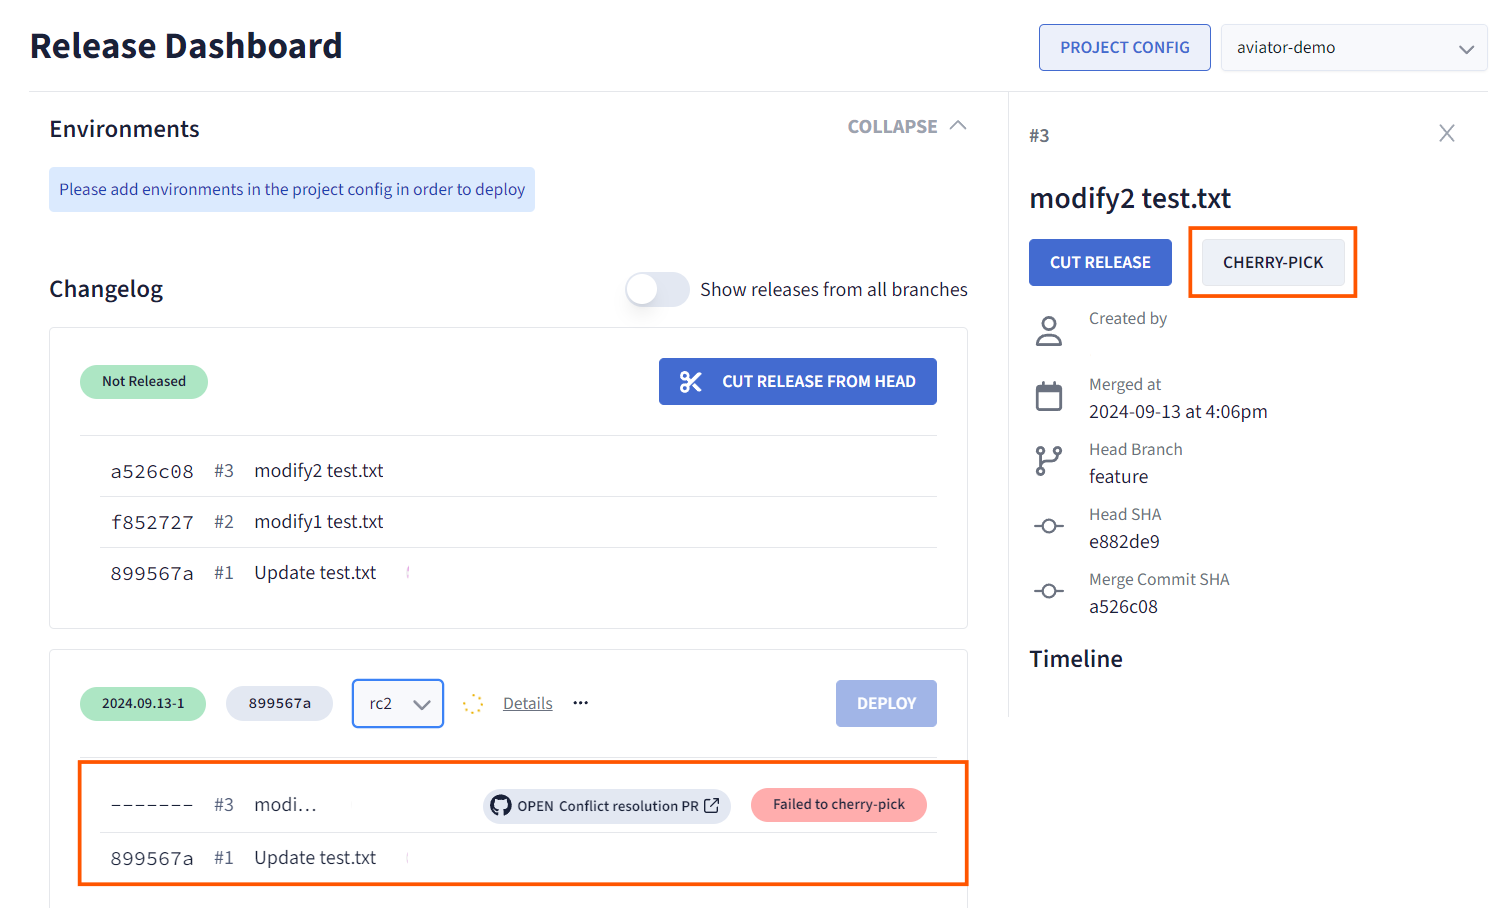 Release Dashboard
PROJECT CONFIG
aviator-demo
Environments
COLLAPSE
Please add environments in the project config in order to deploy
Changelog
Show releases from all branches
Not Released
CUT RELEASE FROM HEAD
a526c08 #3 modify2 test.txt
f852727 #2 modify1 test.txt
899567a #1 Update test.txt
2024.09.13-1 899567a rc2 Details ...
DEPLOY
------- #3 modi... OPEN Conflict resolution PR Failed to cherry-pick
899567a #1 Update test.txt
#3
modify2 test.txt
CUT RELEASE
CHERRY-PICK
Created by
Merged at
2024-09-13 at 4:06pm
Head Branch
feature
Head SHA
e882de9
Merge Commit SHA
a526c08
Timeline